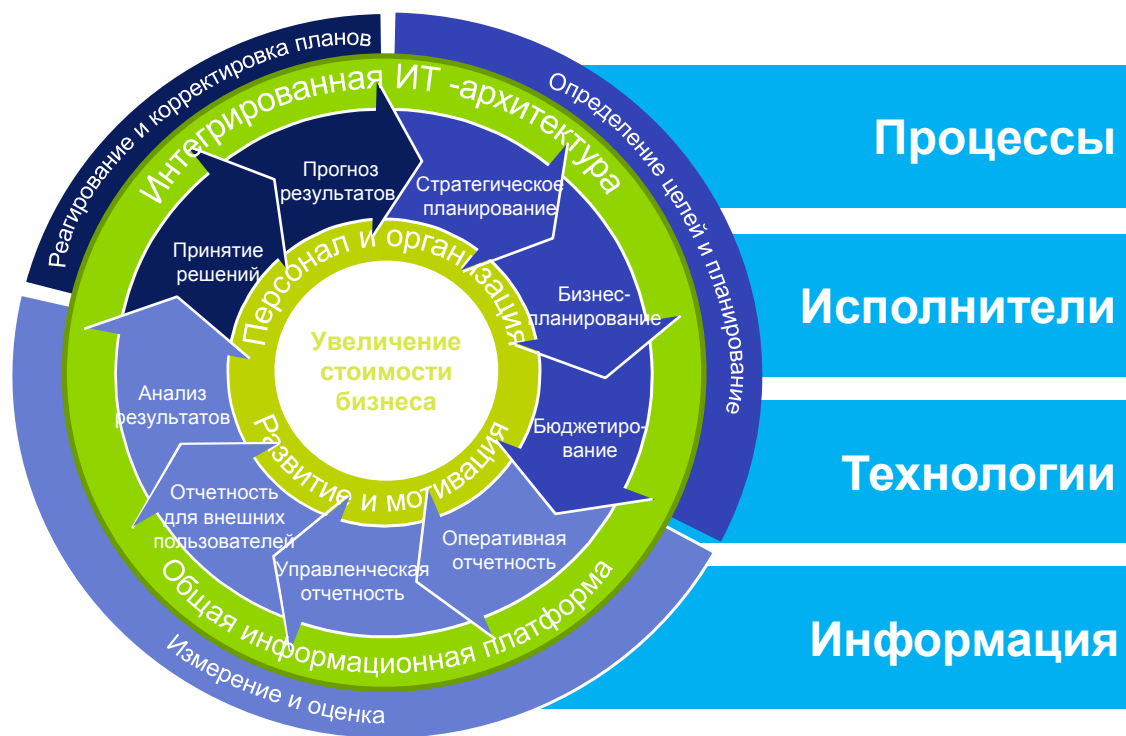 Реагирование и корректировка планов
Определение целей и планирование
Измерение и оценка
Интегрированная ИТ -архитектура
Общая информационная платформа
Прогноз
результатов
Стратегическое
планирование
Бизнес-
планирование
Бюджетиро-
вание
Оперативная
отчетность
Управленческая
отчетность
Отчетность
для внешних
пользователей
Анализ
результатов
Принятие
решений
Персонал и организация
Развитие и мотивация
Увеличение
стоимости
бизнеса
Процессы
Исполнители
Технологии
Информация